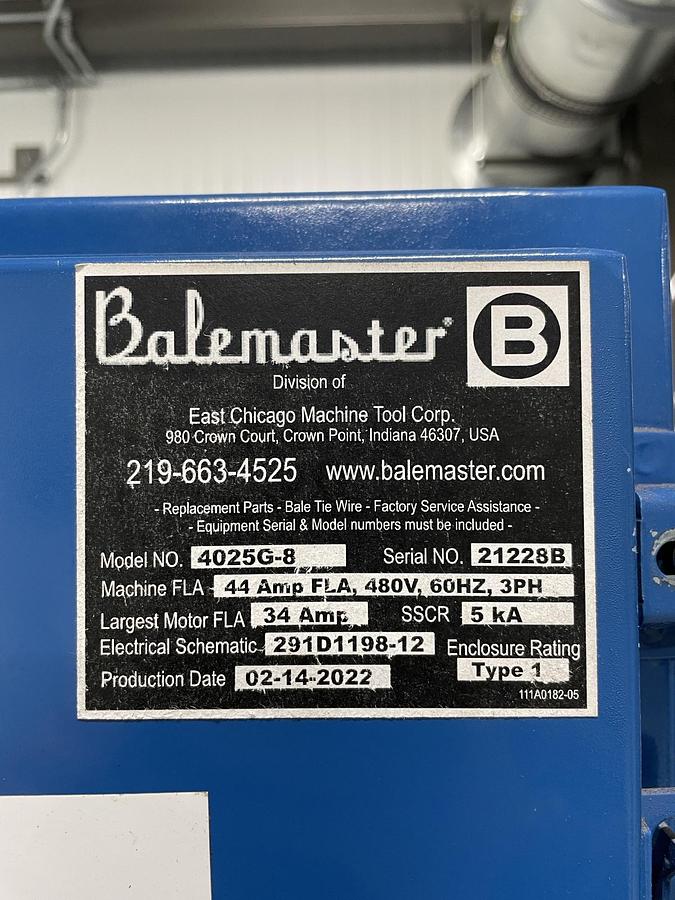 Balemaster®
B
Division of
East Chicago Machine Tool Corp.
980 Crown Court, Crown Point, Indiana 46307, USA
219-663-4525 www.balemaster.com
- Replacement Parts - Bale Tie Wire - Factory Service Assistance -
- Equipment Serial & Model numbers must be included -
Model NO. 4025G-8 Serial NO. 21228B
Machine FLA 44 Amp FLA, 480V, 60HZ, 3PH
Largest Motor FLA 34 Amp SSCR 5 kA
Electrical Schematic 291D1198-12 Enclosure Rating
Production Date 02-14-2022 Type 1
111A0182-05